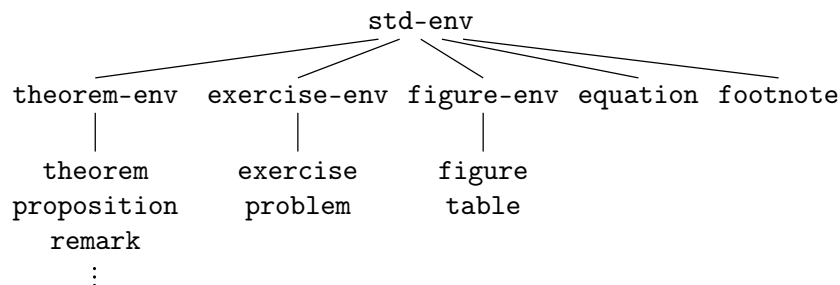 std-env
theorem-env exercise-env figure-env equation footnote
theorem exercise figure
proposition problem table
remark
⋮